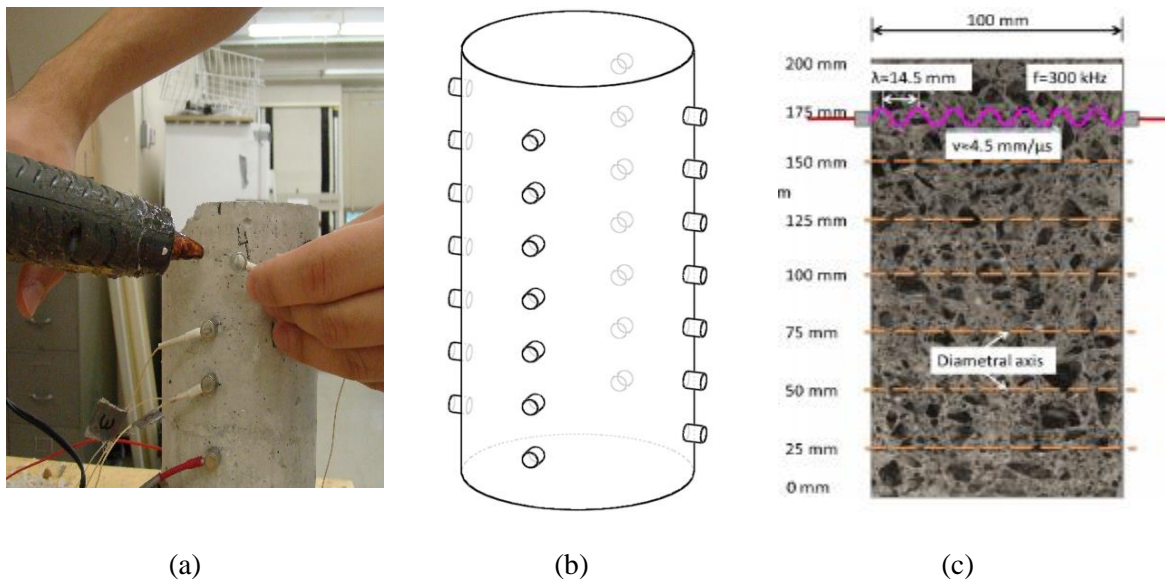 100 mm
200 mm
λ≈14.5 mm
f=300 kHz
175 mm
v≈4.5 mm/μs
150 mm
m
125 mm
100 mm
75 mm
Diametral axis
50 mm
25 mm
0 mm
(a)
(b)
(c)